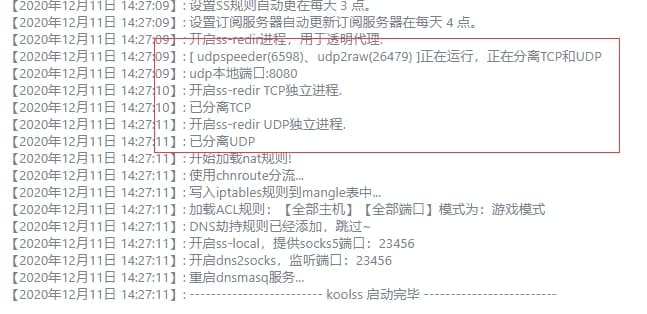 【2020年12月11日 14:27:09】: 设置SS规则自动更在每天 3 点。
【2020年12月11日 14:27:09】: 设置订阅服务器自动更新订阅服务器在每天 4 点。
【2020年12月11日 14:27:09】: 开启ss-redir进程，用于透明代理.
【2020年12月11日 14:27:09】: [ udpspeeder(6598)、udp2raw(26479) ]正在运行，正在分离TCP和UDP
【2020年12月11日 14:27:09】: udp本地端口:8080
【2020年12月11日 14:27:10】: 开启ss-redir TCP独立进程.
【2020年12月11日 14:27:10】: 已分离TCP
【2020年12月11日 14:27:11】: 开启ss-redir UDP独立进程.
【2020年12月11日 14:27:11】: 已分离UDP
【2020年12月11日 14:27:11】: 开始加载nat规则!
【2020年12月11日 14:27:11】: 使用chnroute分流...
【2020年12月11日 14:27:11】: 写入iptables规则到mangle表中...
【2020年12月11日 14:27:11】: 加载ACL规则：【全部主机】【全部端口】模式为：游戏模式
【2020年12月11日 14:27:11】: DNS劫持规则已经添加，跳过~
【2020年12月11日 14:27:11】: 开启ss-local，提供socks5端口：23456
【2020年12月11日 14:27:11】: 开启dns2socks，监听端口：23456
【2020年12月11日 14:27:11】: 重启dnsmasq服务...
【2020年12月11日 14:27:11】: ------------------------- koolss 启动完毕 -------------------------